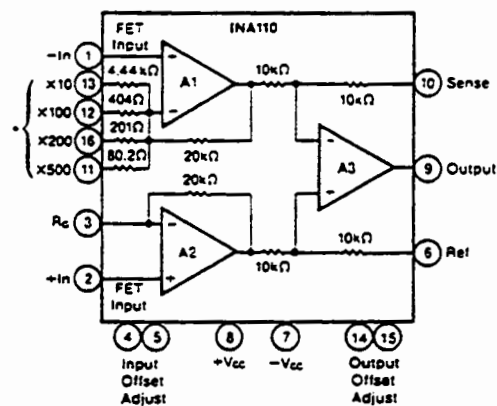 FET
Input
INA110
-In 1
4.44kΩ
A1
10kΩ
10 Sense
X10 13
404Ω
10kΩ
X100 12
201Ω
X200 16
80.2Ω
20kΩ
X500 11
A3
9 Output
20kΩ
RG 3
A2
10kΩ
6 Ref
10kΩ
+In 2
FET
Input
4 5 8 7 14 15
Input
Offset
Adjust
+Vcc
-Vcc
Output
Offset
Adjust